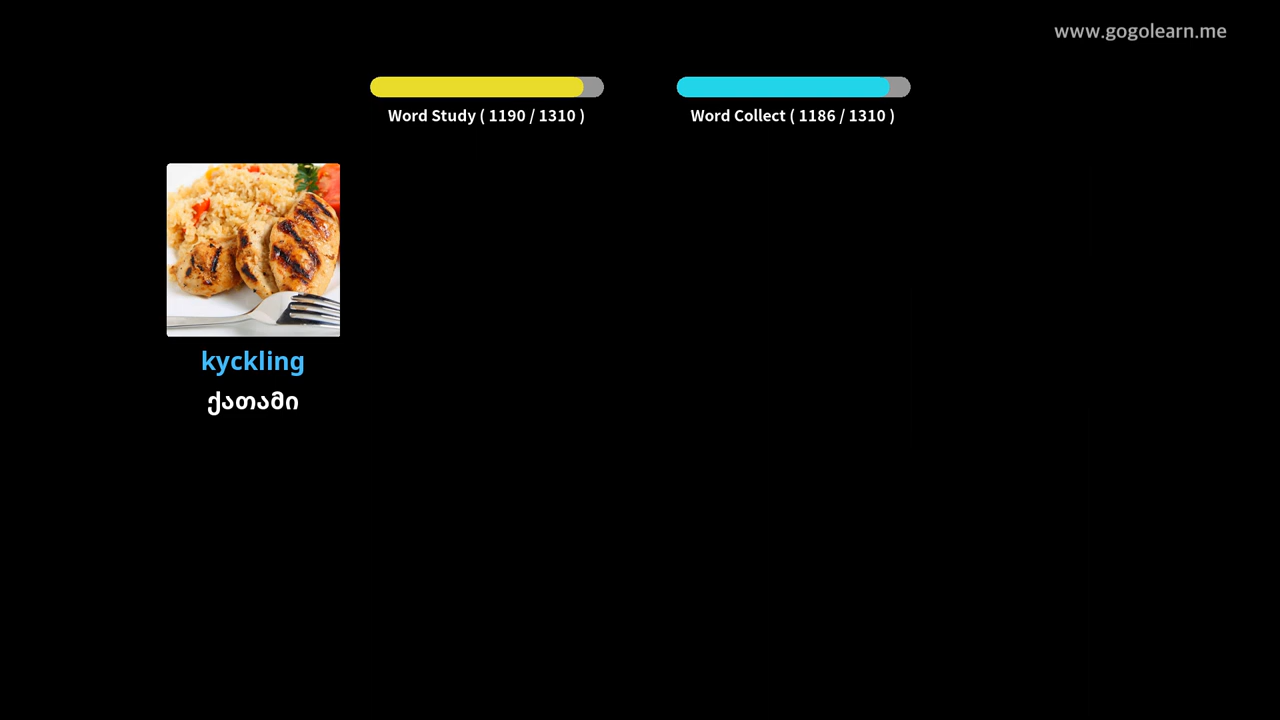 www.gogolearn.me
Word Study ( 1190 / 1310 )
Word Collect ( 1186 / 1310 )
kyckling
ქათამი